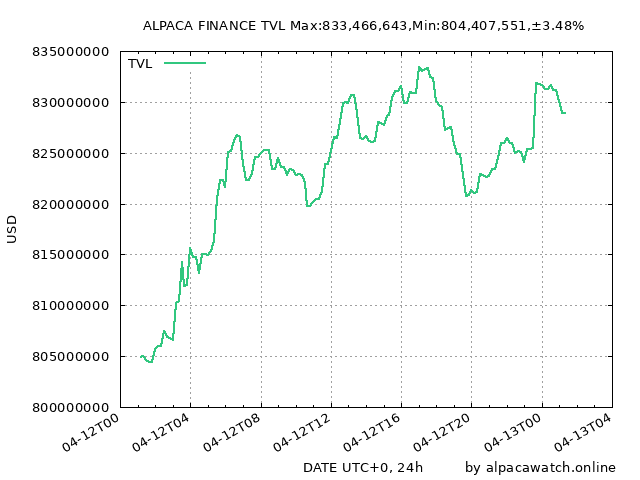 ALPACA FINANCE TVL Max:833,466,643,Min:804,407,551,±3.48%
TVL
835000000
830000000
825000000
820000000
815000000
810000000
805000000
800000000
USD
04-12T00 04-12T04 04-12T08 04-12T12 04-12T16 04-12T20 04-13T00 04-13T04
DATE UTC+0, 24h by alpacawatch.online